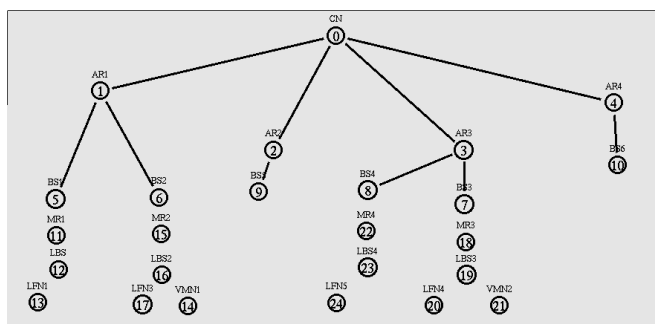 CN
0
AR1
1
AR4
4
AR2
2
AR3
3
BS6
10
BS1
5
BS2
6
9
BS4
8
BS3
7
MR1
11
MR2
15
MR4
22
MR3
18
LBS
12
LBS2
16
LBS4
23
LBS3
19
LFN1
13
LFN3
17
VMN1
14
LFN5
24
LFN4
20
VMN2
21